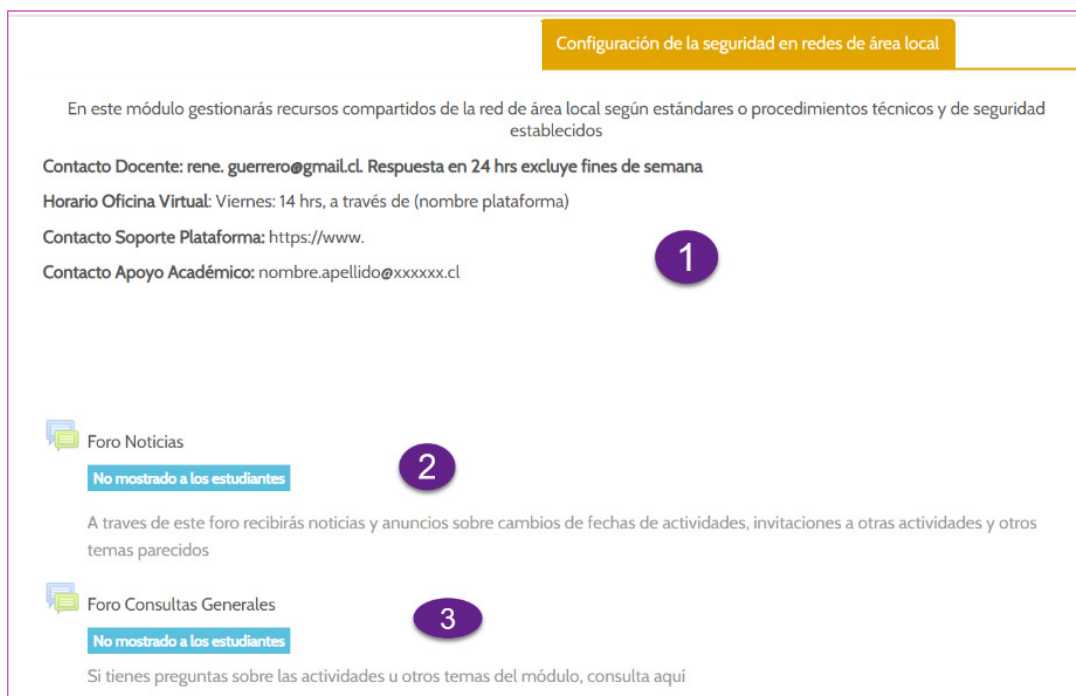 Configuración de la seguridad en redes de área local
En este módulo gestionarás recursos compartidos de la red de área local según estándares o procedimientos técnicos y de seguridad
establecidos
Contacto Docente: rene. guerrero@gmail.cl. Respuesta en 24 hrs excluye fines de semana
Horario Oficina Virtual: Viernes: 14 hrs, a través de (nombre plataforma)
Contacto Soporte Plataforma: https://www.
1
Contacto Apoyo Académico: nombre.apellido@xxxxxx.cl
Foro Noticias
2
No mostrado a los estudiantes
A traves de este foro recibirás noticias y anuncios sobre cambios de fechas de actividades, invitaciones a otras actividades y otros
temas parecidos
Foro Consultas Generales
3
No mostrado a los estudiantes
Si tienes preguntas sobre las actividades u otros temas del módulo, consulta aquí